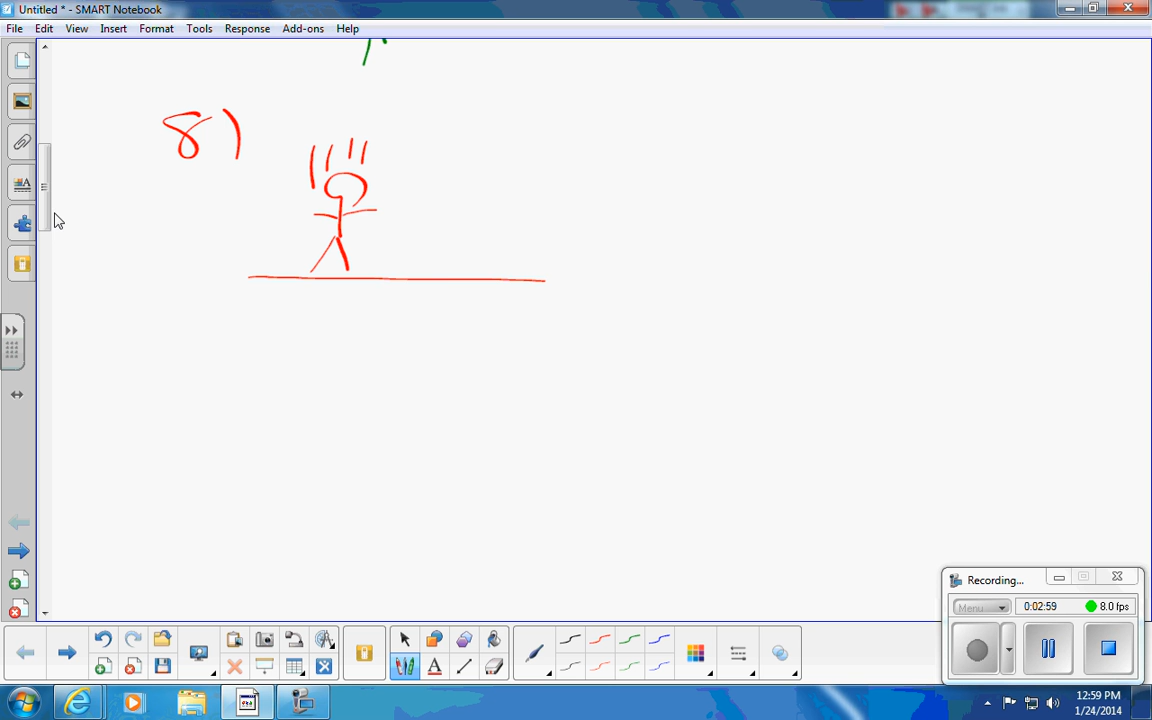 Untitled * - SMART Notebook
File Edit View Insert Format Tools Response Add-ons Help
8)
Recording...
Menu
0:02:59
8.0 fps
12:59 PM
1/24/2014